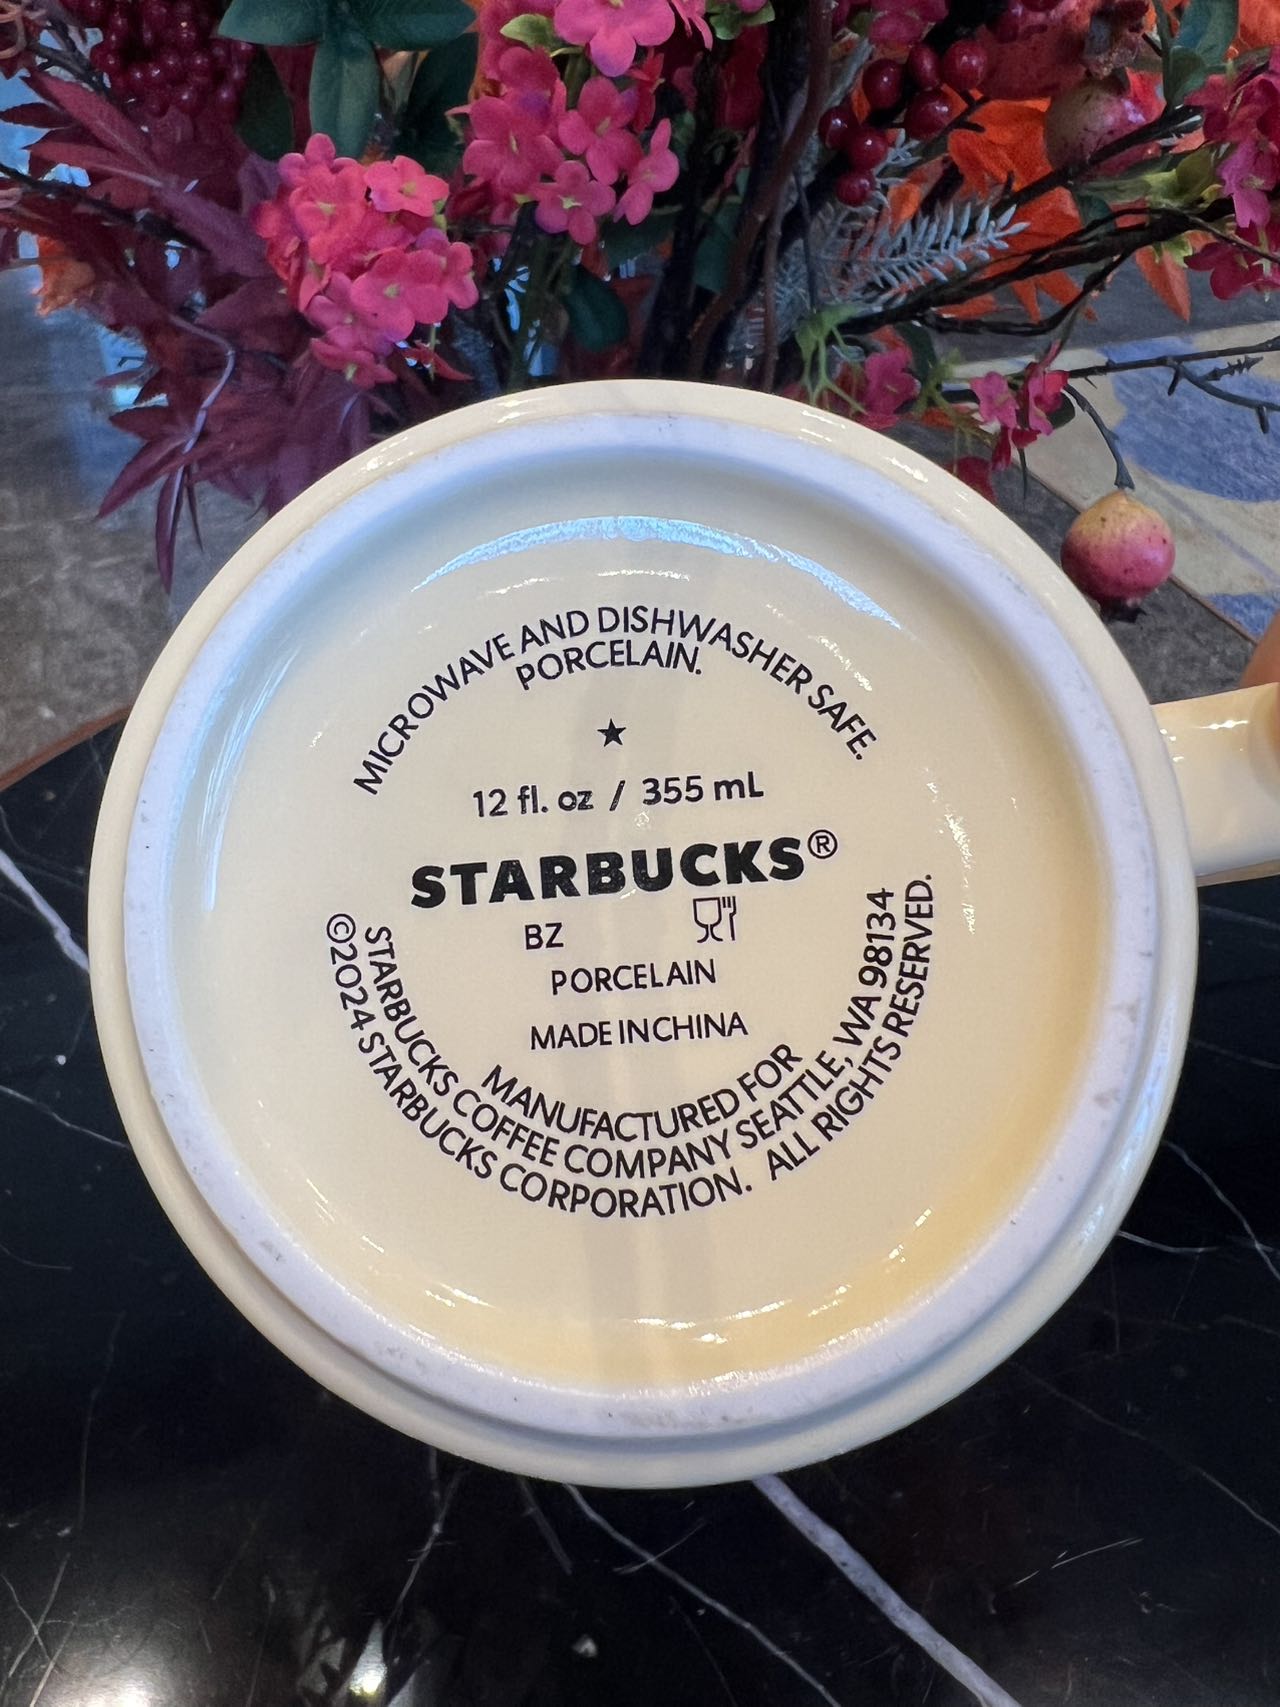 MICROWAVE AND DISHWASHER SAFE.
PORCELAIN.
12 fl. oz / 355 mL
STARBUCKS®
BZ
PORCELAIN
MADE IN CHINA
MANUFACTURED FOR
STARBUCKS COFFEE COMPANY SEATTLE, WA 98134
©2024 STARBUCKS CORPORATION. ALL RIGHTS RESERVED.